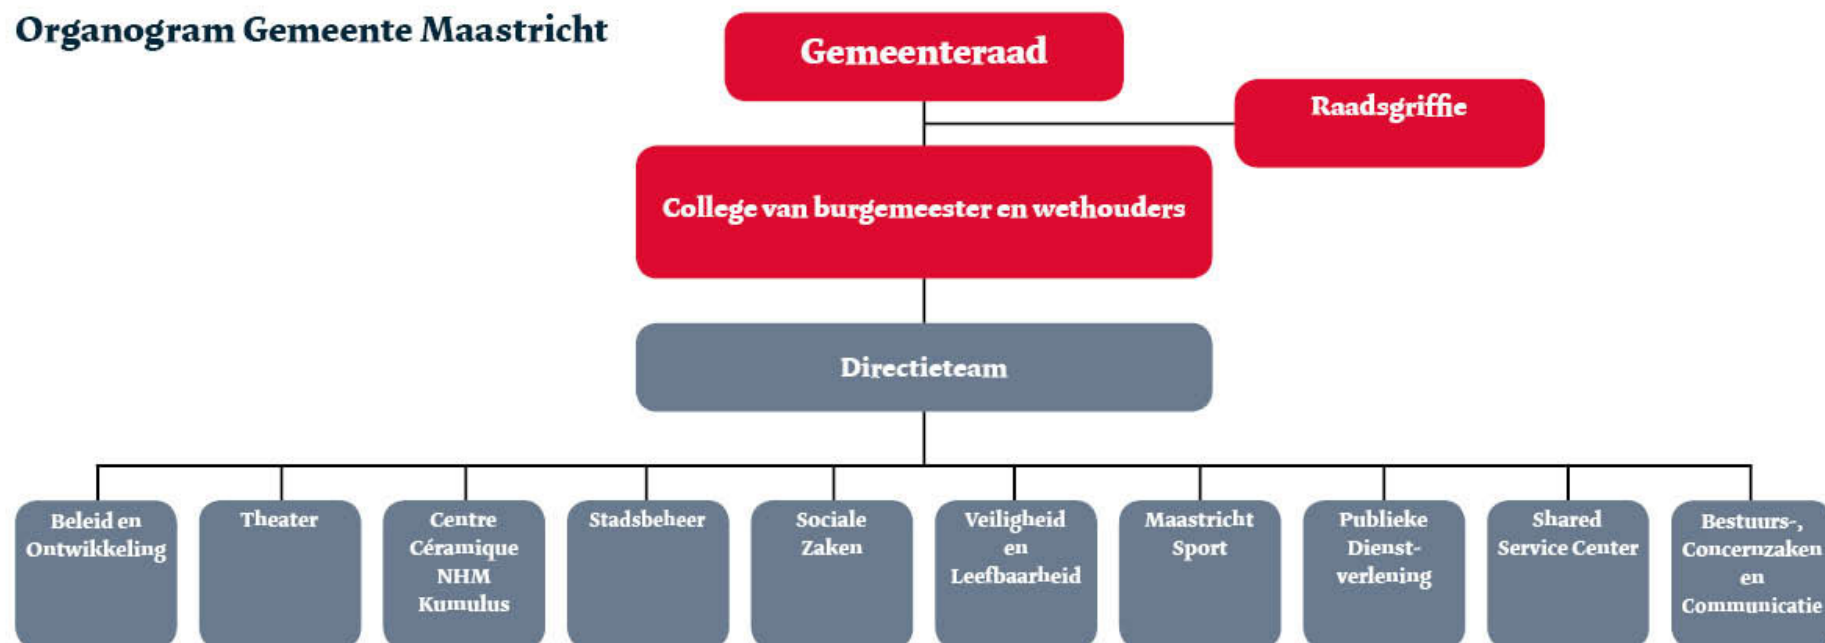 Organogram Gemeente Maastricht
Gemeenteraad
Raadsgriffie
College van burgemeester en wethouders
Directieteam
Beleid en
Ontwikkeling
Theater
Centre
Céramique
NHM
Kumulus
Stadsbeheer
Sociale
Zaken
Veiligheid
en
Leefbaarheid
Maastricht
Sport
Publieke
Dienst-
verlening
Shared
Service Center
Bestuurs-,
Concernzaken
en
Communicatie